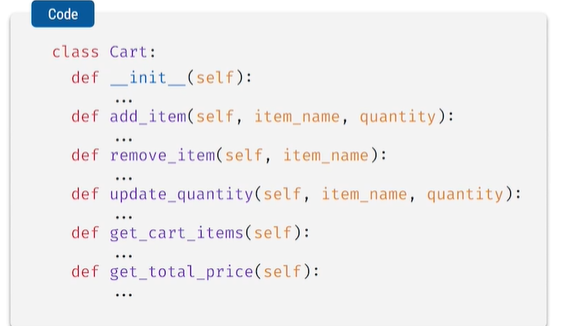 Code
class Cart:
def __init__(self):
...
def add_item(self, item_name, quantity):
...
def remove_item(self, item_name):
...
def update_quantity(self, item_name, quantity):
...
def get_cart_items(self):
...
def get_total_price(self):
...